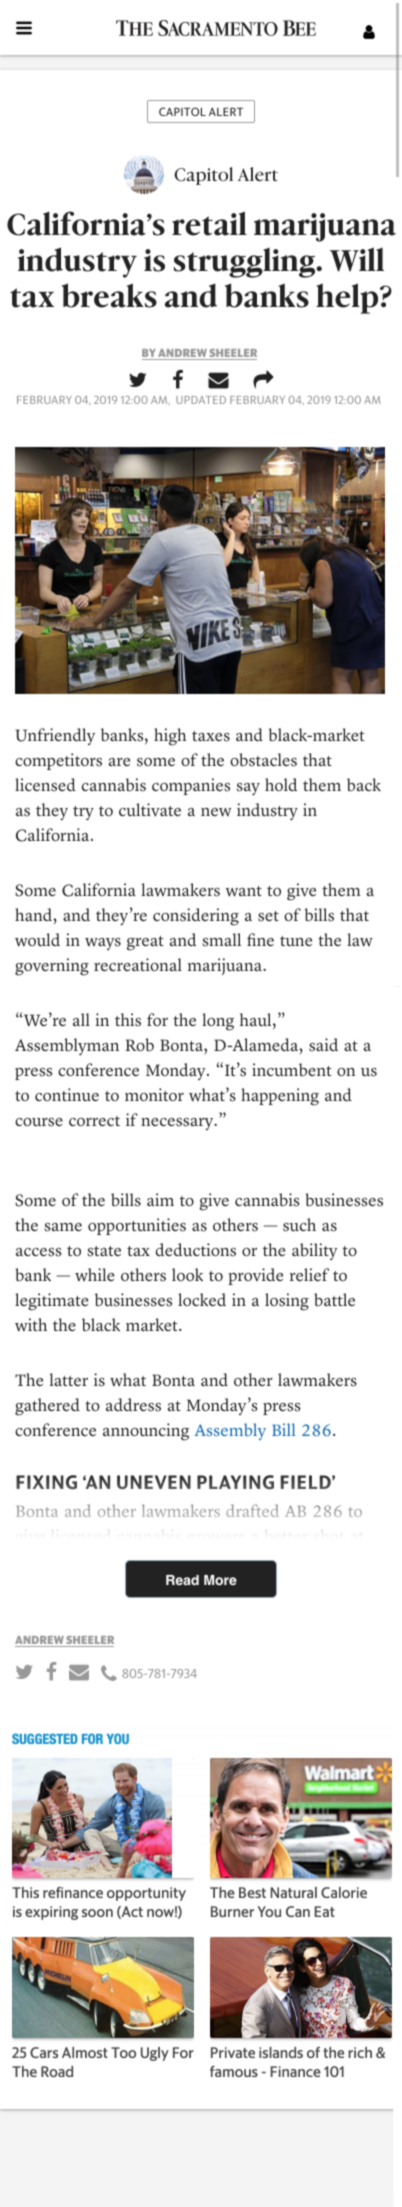 THE SACRAMENTO BEE
CAPITOL ALERT
Capitol Alert
California's retail marijuana
industry is struggling. Will
tax breaks and banks help?
BY ANDREW SHEELER
FEBRUARY 04, 2019 12:00 AM, UPDATED FEBRUARY 04, 2019 12:00 AM
NIKE S
Unfriendly banks, high taxes and black-market
competitors are some of the obstacles that
licensed cannabis companies say hold them back
as they try to cultivate a new industry in
California.
Some California lawmakers want to give them a
hand, and they're considering a set of bills that
would in ways great and small fine tune the law
governing recreational marijuana.
“We're all in this for the long haul,”
Assemblyman Rob Bonta, D-Alameda, said at a
press conference Monday. “It's incumbent on us
to continue to monitor what's happening and
course correct if necessary.”
Some of the bills aim to give cannabis businesses
the same opportunities as others — such as
access to state tax deductions or the ability to
bank — while others look to provide relief to
legitimate businesses locked in a losing battle
with the black market.
The latter is what Bonta and other lawmakers
gathered to address at Monday's press
conference announcing Assembly Bill 286.
FIXING ‘AN UNEVEN PLAYING FIELD’
Bonta and other lawmakers drafted AB 286 to
give licensed cannabis growers a better shot at
Read More
ANDREW SHEELER
805-781-7934
SUGGESTED FOR YOU
Walmart
Neighborhood Market
This refinance opportunity
is expiring soon (Act now!)
The Best Natural Calorie
Burner You Can Eat
MICHELIN
25 Cars Almost Too Ugly For
The Road
Private islands of the rich &
famous - Finance 101